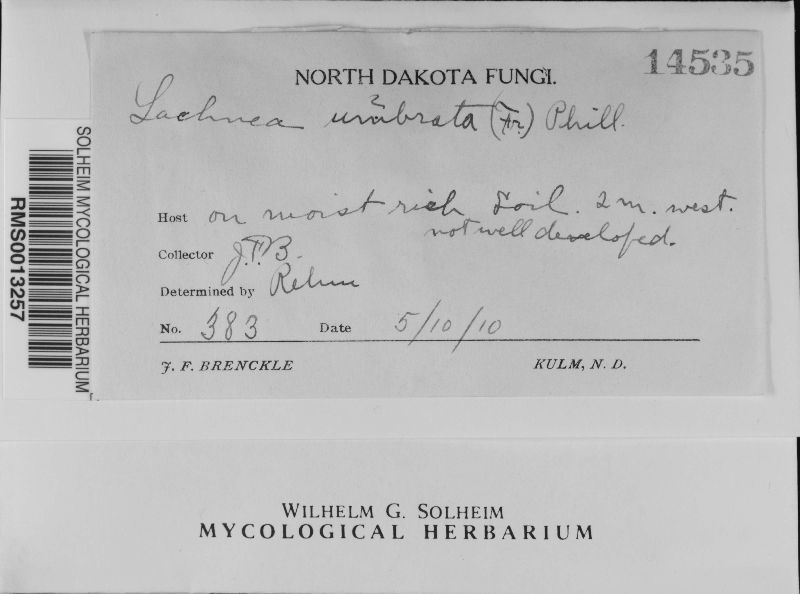 14535
NORTH DAKOTA FUNGI.
Lachnea umbrata (Fr.) Phill.
?
Host on moist rich soil. 2 m. west.
not well developed.
Collector J.F.B.
Determined by Rehm
No. 383 Date 5/10/10
J. F. BRENCKLE KULM, N. D.
SOLHEIM MYCOLOGICAL HERBARIUM
RMS0013257
WILHELM G. SOLHEIM
MYCOLOGICAL HERBARIUM